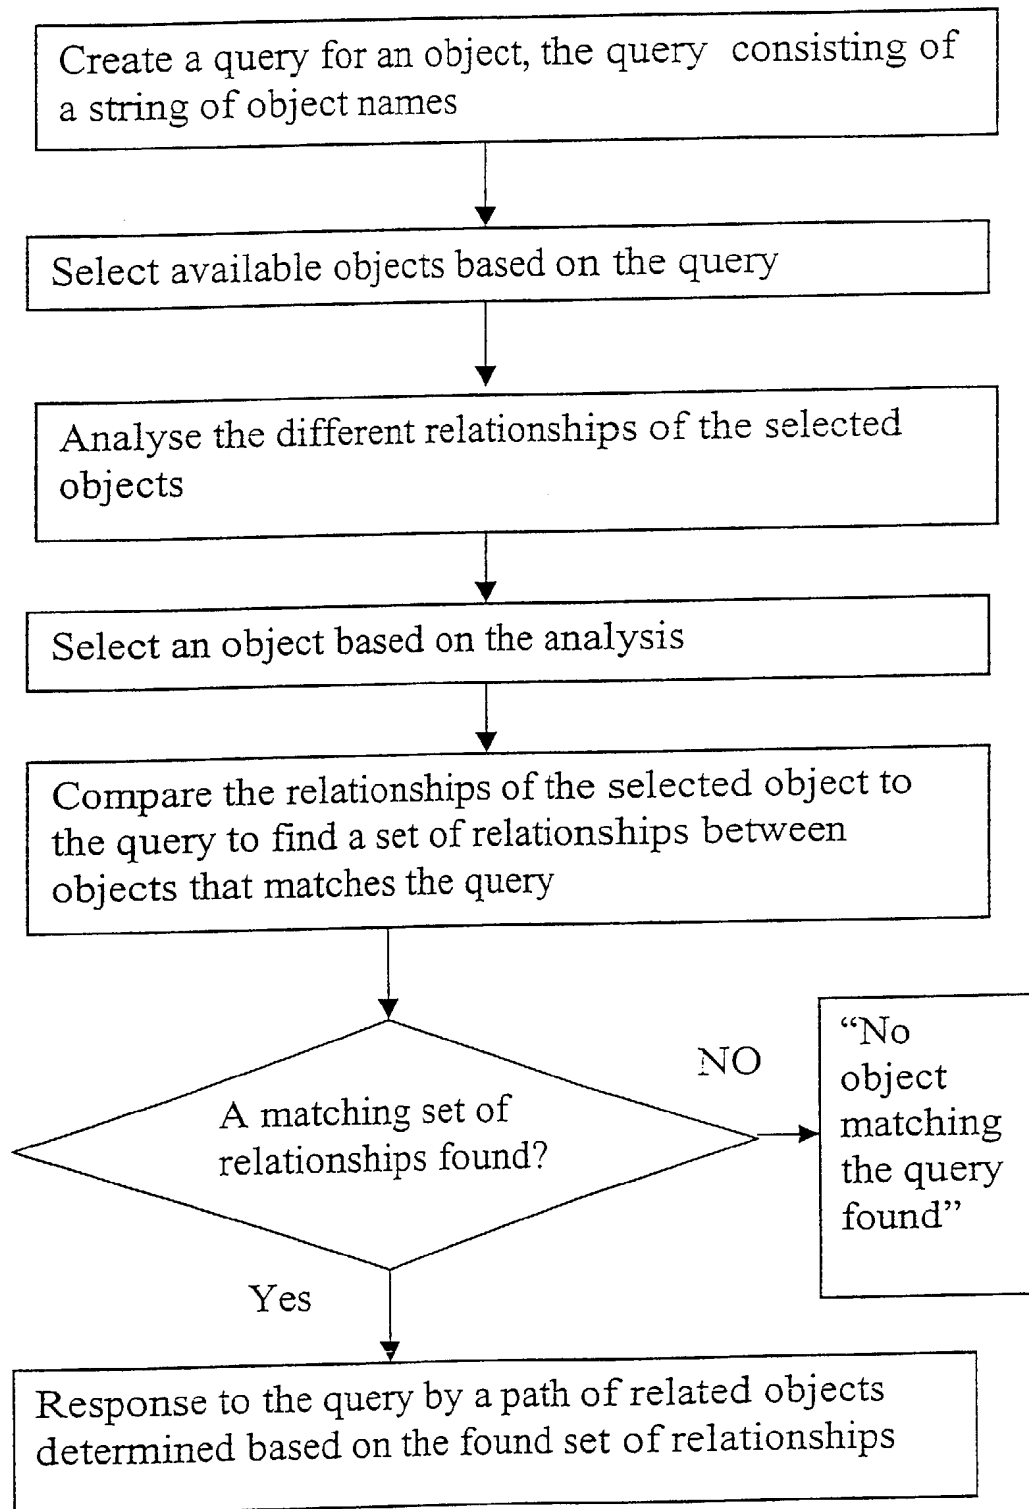 Create a query for an object, the query consisting of
a string of object names
Select available objects based on the query
Analyse the different relationships of the selected
objects
Select an object based on the analysis
Compare the relationships of the selected object to
the query to find a set of relationships between
objects that matches the query
A matching set of
relationships found?
NO
“No
object
matching
the query
found”
Yes
Response to the query by a path of related objects
determined based on the found set of relationships